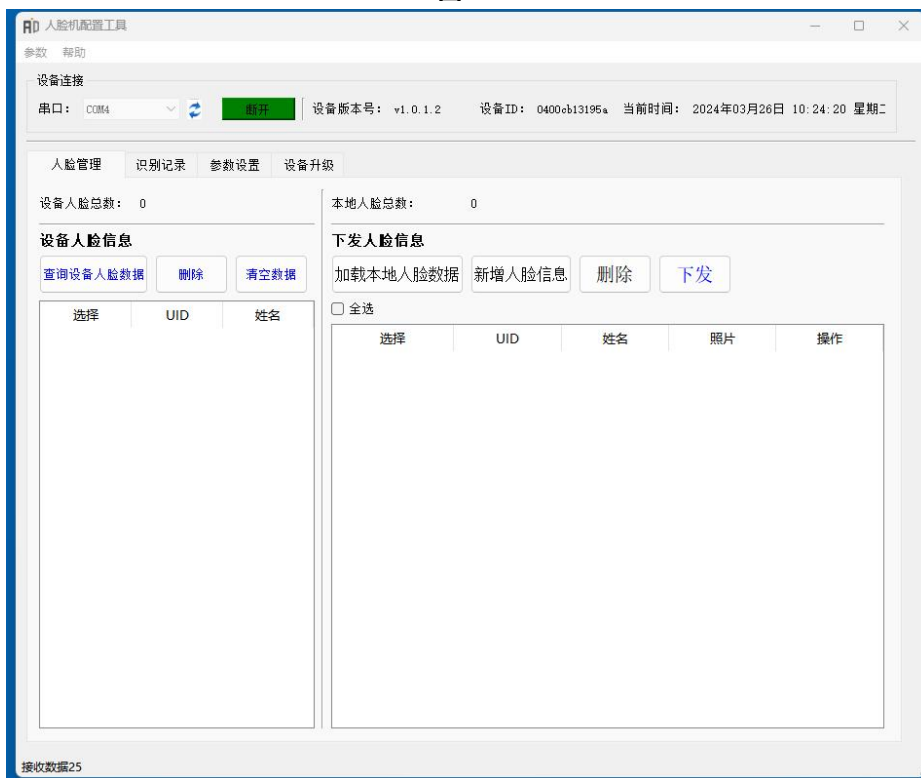 人脸机配置工具
参数 帮助
设备连接
串口： COM4 断开 设备版本号： v1.0.1.2 设备ID： 0400cb13195a 当前时间： 2024年03月26日 10:24:20 星期二
人脸管理 识别记录 参数设置 设备升级
设备人脸总数： 0 本地人脸总数： 0
设备人脸信息 下发人脸信息
查询设备人脸数据 删除 清空数据 加载本地人脸数据 新增人脸信息 删除 下发
全选
选择 UID 姓名 选择 UID 姓名 照片 操作
接收数据25